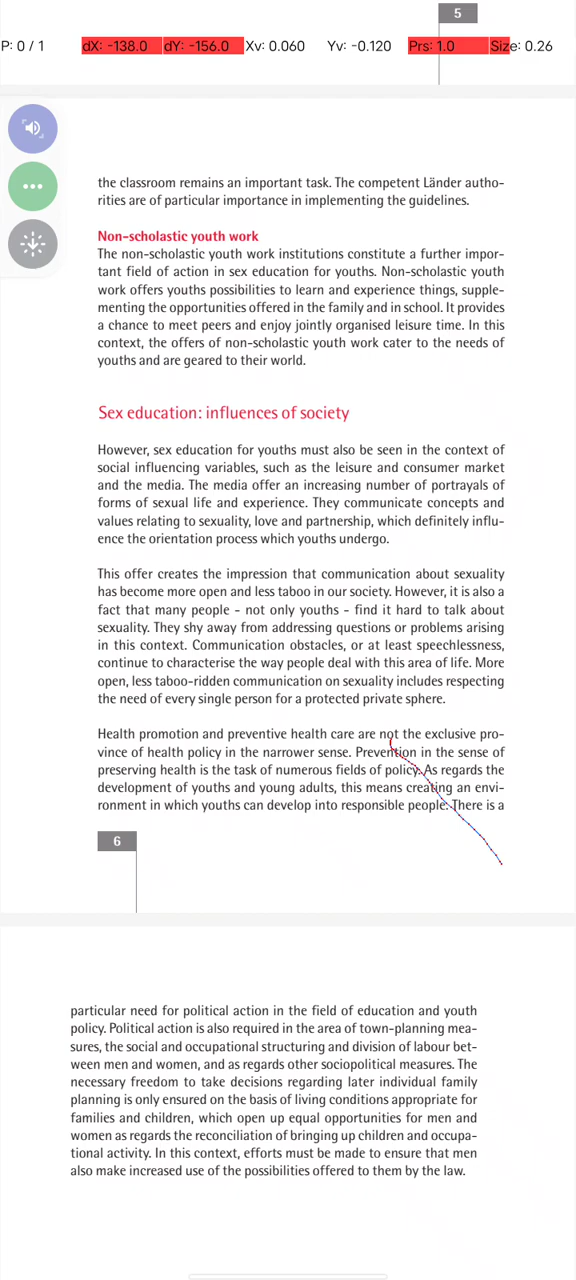 5
P: 0 / 1 dX: -138.0 dY: -156.0 Xv: 0.060 Yv: -0.120 Prs: 1.0 Size: 0.26
the classroom remains an important task. The competent Länder autho-
rities are of particular importance in implementing the guidelines.
Non-scholastic youth work
The non-scholastic youth work institutions constitute a further impor-
tant field of action in sex education for youths. Non-scholastic youth
work offers youths possibilities to learn and experience things, supple-
menting the opportunities offered in the family and in school. It provides
a chance to meet peers and enjoy jointly organised leisure time. In this
context, the offers of non-scholastic youth work cater to the needs of
youths and are geared to their world.
Sex education: influences of society
However, sex education for youths must also be seen in the context of
social influencing variables, such as the leisure and consumer market
and the media. The media offer an increasing number of portrayals of
forms of sexual life and experience. They communicate concepts and
values relating to sexuality, love and partnership, which definitely influ-
ence the orientation process which youths undergo.
This offer creates the impression that communication about sexuality
has become more open and less taboo in our society. However, it is also a
fact that many people - not only youths - find it hard to talk about
sexuality. They shy away from addressing questions or problems arising
in this context. Communication obstacles, or at least speechlessness,
continue to characterise the way people deal with this area of life. More
open, less taboo-ridden communication on sexuality includes respecting
the need of every single person for a protected private sphere.
Health promotion and preventive health care are not the exclusive pro-
vince of health policy in the narrower sense. Prevention in the sense of
preserving health is the task of numerous fields of policy. As regards the
development of youths and young adults, this means creating an envi-
ronment in which youths can develop into responsible people. There is a
6
particular need for political action in the field of education and youth
policy. Political action is also required in the area of town-planning mea-
sures, the social and occupational structuring and division of labour bet-
ween men and women, and as regards other sociopolitical measures. The
necessary freedom to take decisions regarding later individual family
planning is only ensured on the basis of living conditions appropriate for
families and children, which open up equal opportunities for men and
women as regards the reconciliation of bringing up children and occupa-
tional activity. In this context, efforts must be made to ensure that men
also make increased use of the possibilities offered to them by the law.